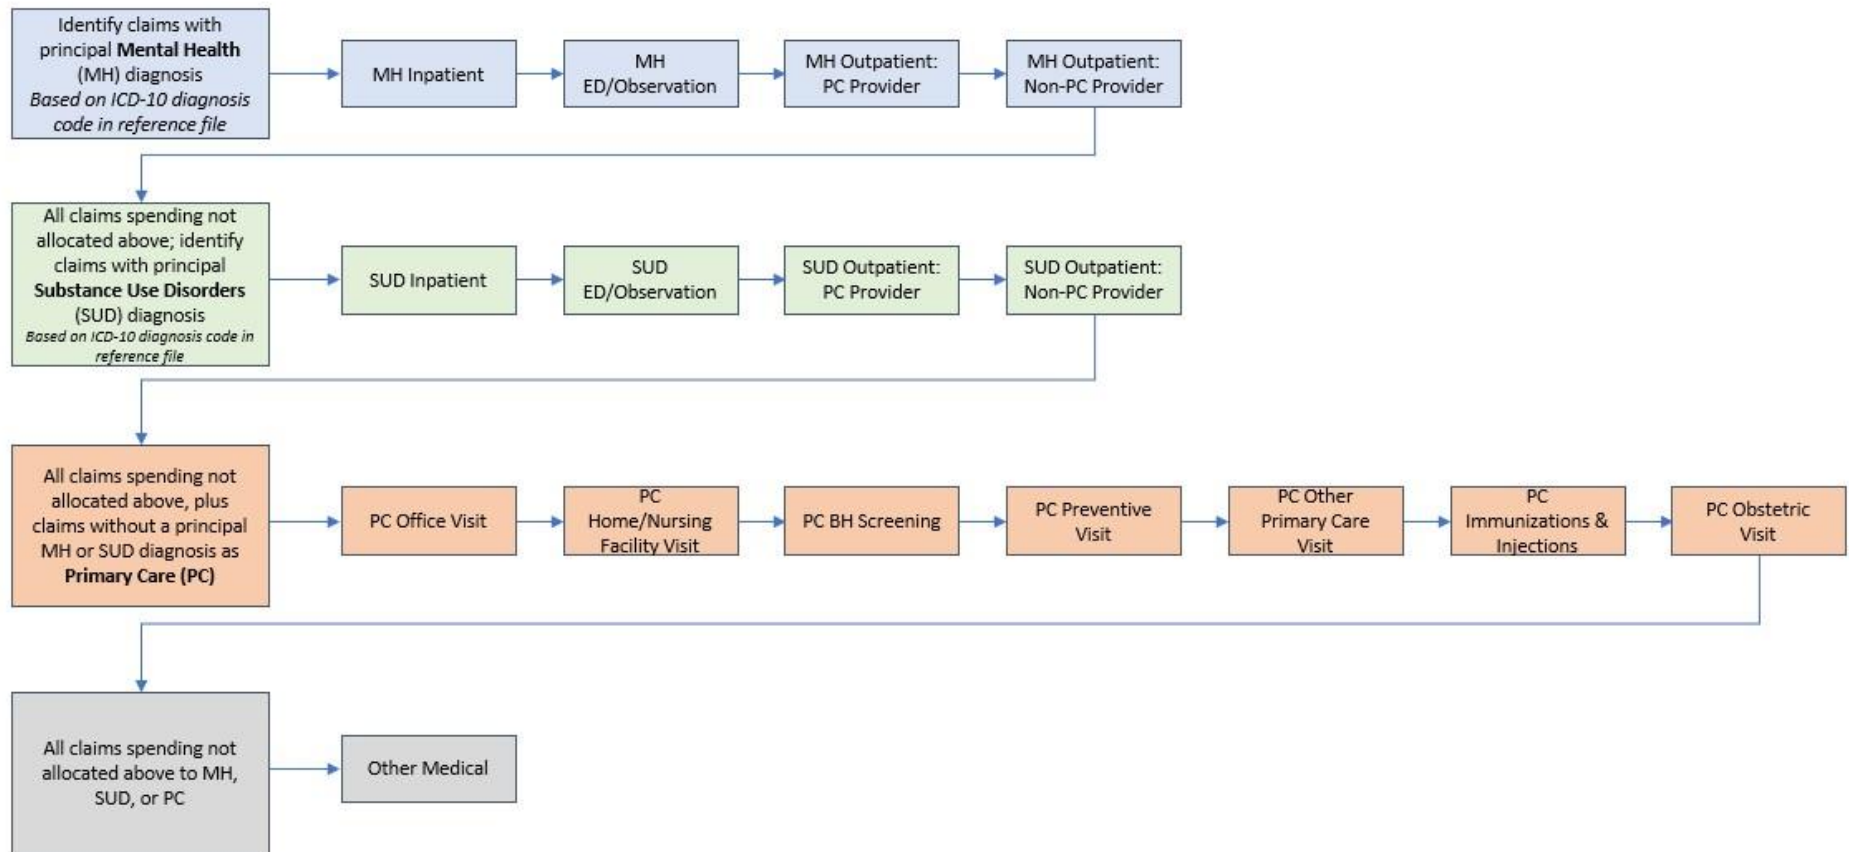 Identify claims with
principal Mental Health
(MH) diagnosis
Based on ICD-10 diagnosis
code in reference file
MH Inpatient
MH
ED/Observation
MH Outpatient:
PC Provider
MH Outpatient:
Non-PC Provider
All claims spending not
allocated above; identify
claims with principal
Substance Use Disorders
(SUD) diagnosis
Based on ICD-10 diagnosis code in
reference file
SUD Inpatient
SUD
ED/Observation
SUD Outpatient:
PC Provider
SUD Outpatient:
Non-PC Provider
All claims spending not
allocated above, plus
claims without a principal
MH or SUD diagnosis as
Primary Care (PC)
PC Office Visit
PC
Home/Nursing
Facility Visit
PC BH Screening
PC Preventive
Visit
PC Other
Primary Care
Visit
PC
Immunizations &
Injections
PC Obstetric
Visit
All claims spending not
allocated above to MH,
SUD, or PC
Other Medical